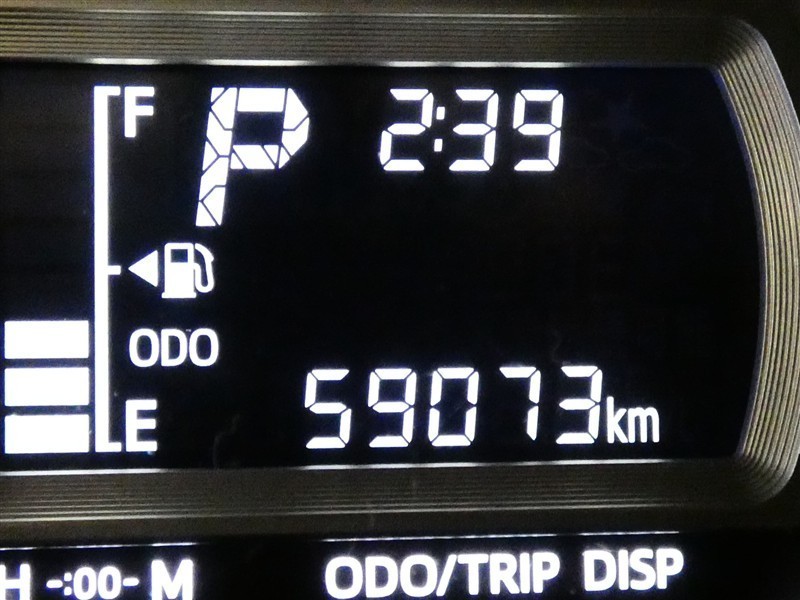 F P 2:39
ODO
E 59073km
H -:00- M ODO/TRIP DISP